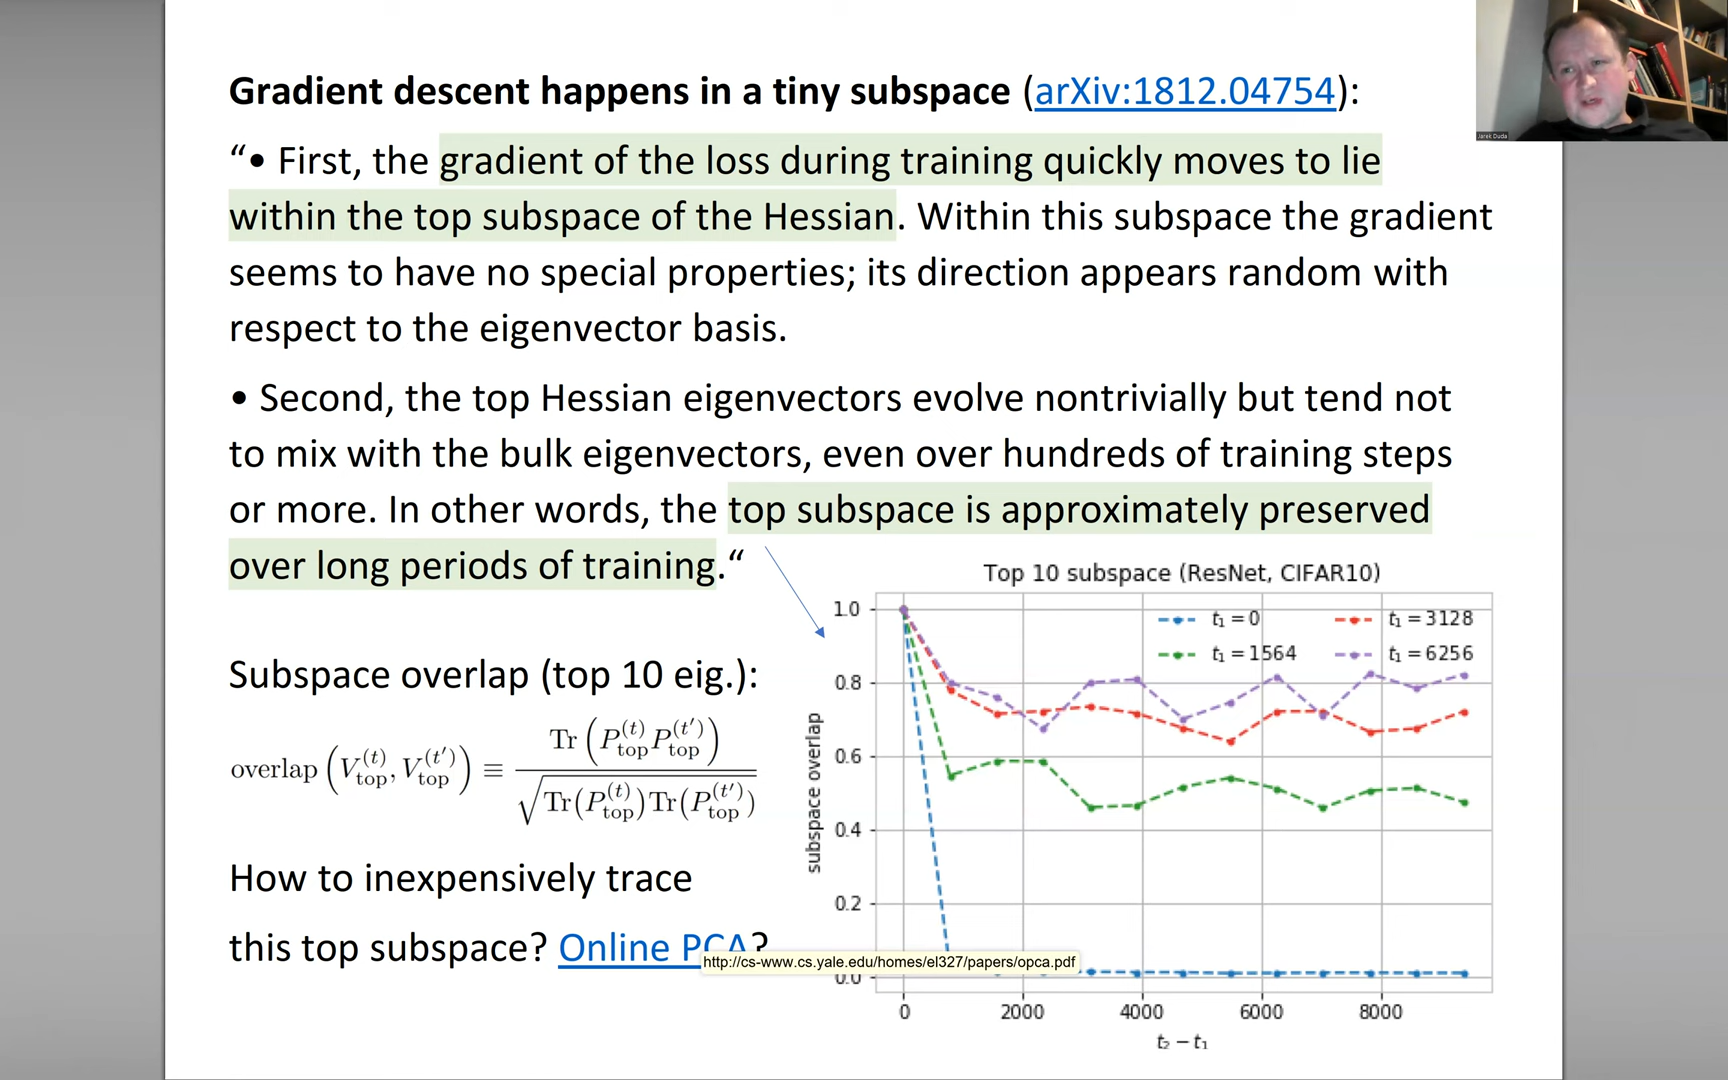 Gradient descent happens in a tiny subspace (arXiv:1812.04754):
“• First, the gradient of the loss during training quickly moves to lie
within the top subspace of the Hessian. Within this subspace the gradient
seems to have no special properties; its direction appears random with
respect to the eigenvector basis.
• Second, the top Hessian eigenvectors evolve nontrivially but tend not
to mix with the bulk eigenvectors, even over hundreds of training steps
or more. In other words, the top subspace is approximately preserved
over long periods of training.“
Subspace overlap (top 10 eig.):
overlap (V_top^(t), V_top^(t')) ≡ Tr (P_top^(t) P_top^(t')) / √(Tr(P_top^(t))Tr(P_top^(t')))
How to inexpensively trace
this top subspace? Online PCA?
http://cs-www.cs.yale.edu/homes/el327/papers/opca.pdf
Top 10 subspace (ResNet, CIFAR10)
t₁ = 0
t₁ = 3128
t₁ = 1564
t₁ = 6256
subspace overlap
1.0
0.8
0.6
0.4
0.2
0.0
0 2000 4000 6000 8000
t₂ − t₁
Jarek Duda